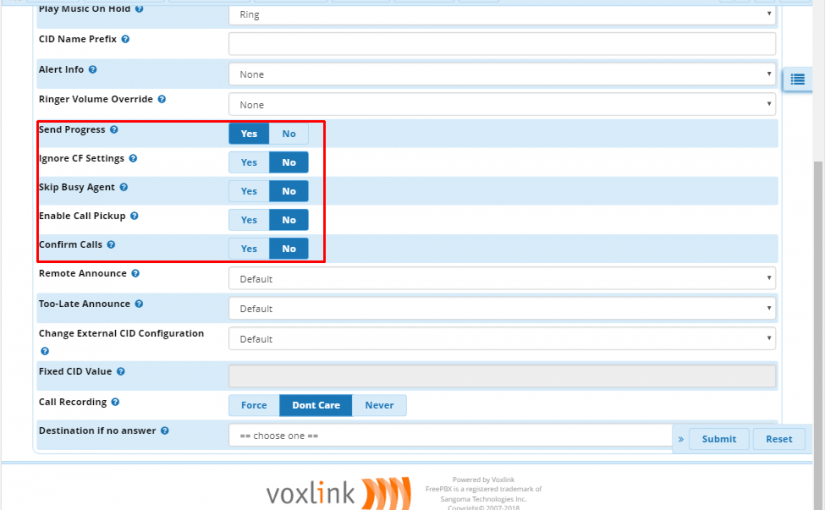 Play Music On Hold
Ring
CID Name Prefix
Alert Info
None
Ringer Volume Override
None
Send Progress
Yes No
Ignore CF Settings
Yes No
Skip Busy Agent
Yes No
Enable Call Pickup
Yes No
Confirm Calls
Yes No
Remote Announce
Default
Too-Late Announce
Default
Change External CID Configuration
Default
Fixed CID Value
Call Recording
Force Dont Care Never
Destination if no answer
== choose one ==
» Submit Reset
voxlink
Powered by Voxlink
FreePBX is a registered trademark of
Sangoma Technologies Inc.
Copyright© 2007-2018